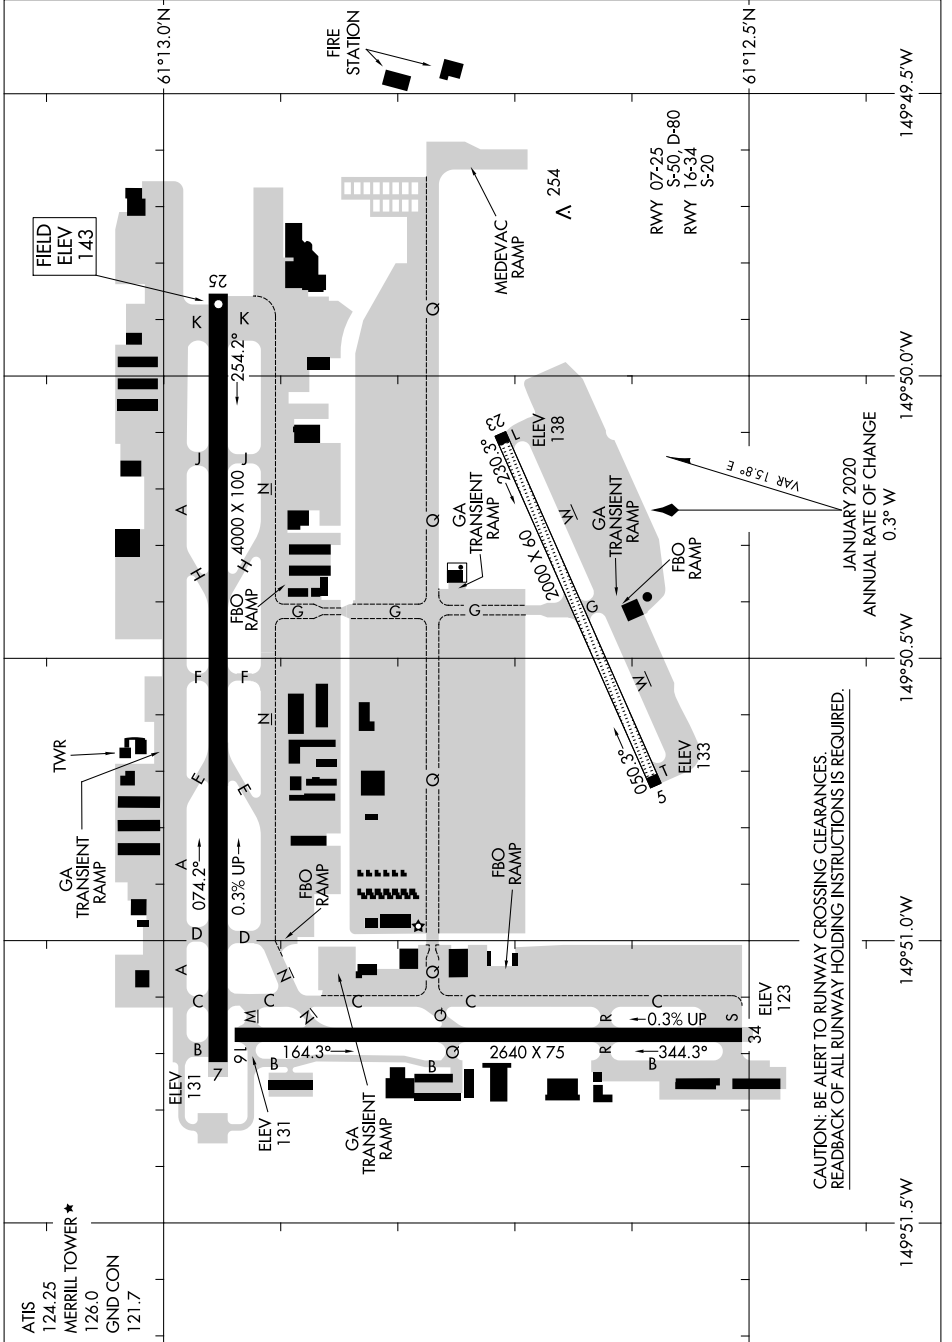 ATIS
124.25
MERRILL TOWER ★
126.0
GND CON
121.7
61°13.0'N
61°12.5'N
149°51.5'W
149°51.0'W
149°50.5'W
149°50.0'W
149°49.5'W
FIELD
ELEV
143
FIRE
STATION
TWR
GA
TRANSIENT
RAMP
ELEV
131
7
25
074.2°
0.3% UP
4000 X 100
254.2°
A
A
A
B
C
D
E
F
H
J
K
C
D
E
F
H
J
K
M
N
N
N
N
FBO
RAMP
FBO
RAMP
ELEV
131
16
164.3°
2640 X 75
344.3°
0.3% UP
34
ELEV
123
B
B
B
C
C
C
Q
Q
Q
Q
Q
Q
R
R
S
G
G
G
G
GA
TRANSIENT
RAMP
FBO
RAMP
GA
TRANSIENT
RAMP
MEDEVAC
RAMP
254
RWY 07-25
S-50, D-80
RWY 16-34
S-20
5
050.3°
2000 X 60
230.3°
23
ELEV
133
ELEV
138
GA
TRANSIENT
RAMP
FBO
RAMP
VAR 15.8° E
JANUARY 2020
ANNUAL RATE OF CHANGE
0.3° W
CAUTION: BE ALERT TO RUNWAY CROSSING CLEARANCES.
READBACK OF ALL RUNWAY HOLDING INSTRUCTIONS IS REQUIRED.